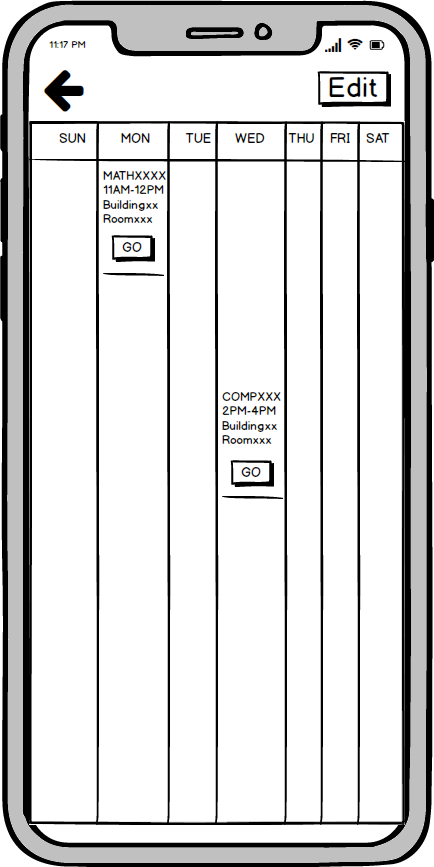 11:17 PM
Edit
SUN MON TUE WED THU FRI SAT
MATHXXXX
11AM-12PM
Buildingxx
Roomxxx
GO
COMPXXX
2PM-4PM
Buildingxx
Roomxxx
GO